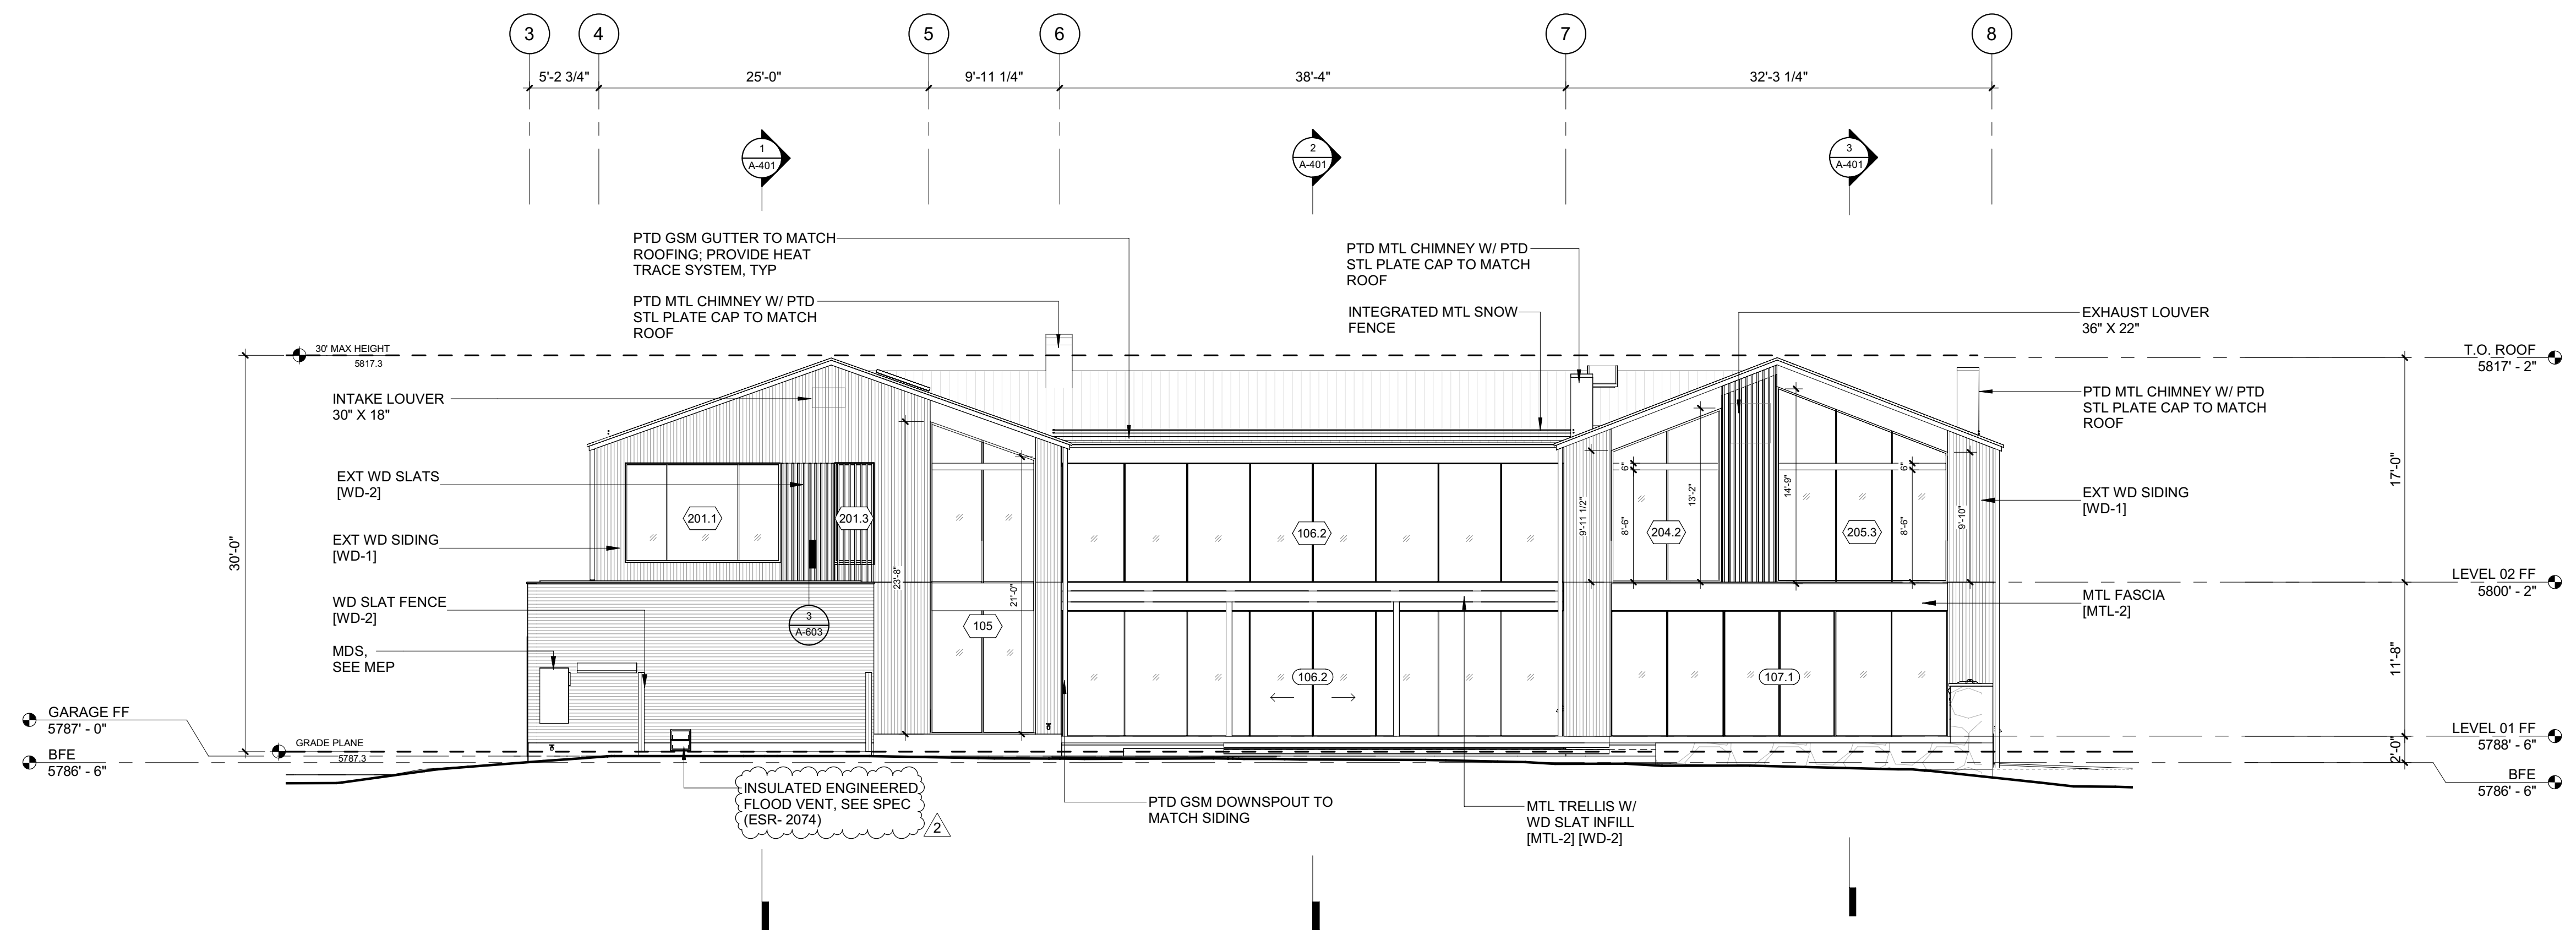 3
4
5
6
7
8
5'-2 3/4"
25'-0"
9'-11 1/4"
38'-4"
32'-3 1/4"
1
A-401
2
A-401
3
A-401
PTD GSM GUTTER TO MATCH
ROOFING; PROVIDE HEAT
TRACE SYSTEM, TYP
PTD MTL CHIMNEY W/ PTD
STL PLATE CAP TO MATCH
ROOF
PTD MTL CHIMNEY W/ PTD
STL PLATE CAP TO MATCH
ROOF
INTEGRATED MTL SNOW
FENCE
EXHAUST LOUVER
36" X 22"
30' MAX HEIGHT
5817.3
T.O. ROOF
5817' - 2"
INTAKE LOUVER
30" X 18"
PTD MTL CHIMNEY W/ PTD
STL PLATE CAP TO MATCH
ROOF
EXT WD SLATS
[WD-2]
EXT WD SIDING
[WD-1]
EXT WD SIDING
[WD-1]
201.1
201.3
106.2
204.2
205.3
9'-11 1/2"
6"
8'-6"
13'-2"
14'-9"
6"
8'-6"
9'-10"
17'-0"
30'-0"
23'-8"
21'-0"
LEVEL 02 FF
5800' - 2"
MTL FASCIA
[MTL-2]
WD SLAT FENCE
[WD-2]
3
A-603
105
MDS,
SEE MEP
106.2
107.1
11'-8"
GARAGE FF
5787' - 0"
BFE
5786' - 6"
GRADE PLANE
5787.3
LEVEL 01 FF
5788' - 6"
2'-0"
BFE
5786' - 6"
INSULATED ENGINEERED
FLOOD VENT, SEE SPEC
(ESR- 2074)
2
PTD GSM DOWNSPOUT TO
MATCH SIDING
MTL TRELLIS W/
WD SLAT INFILL
[MTL-2] [WD-2]